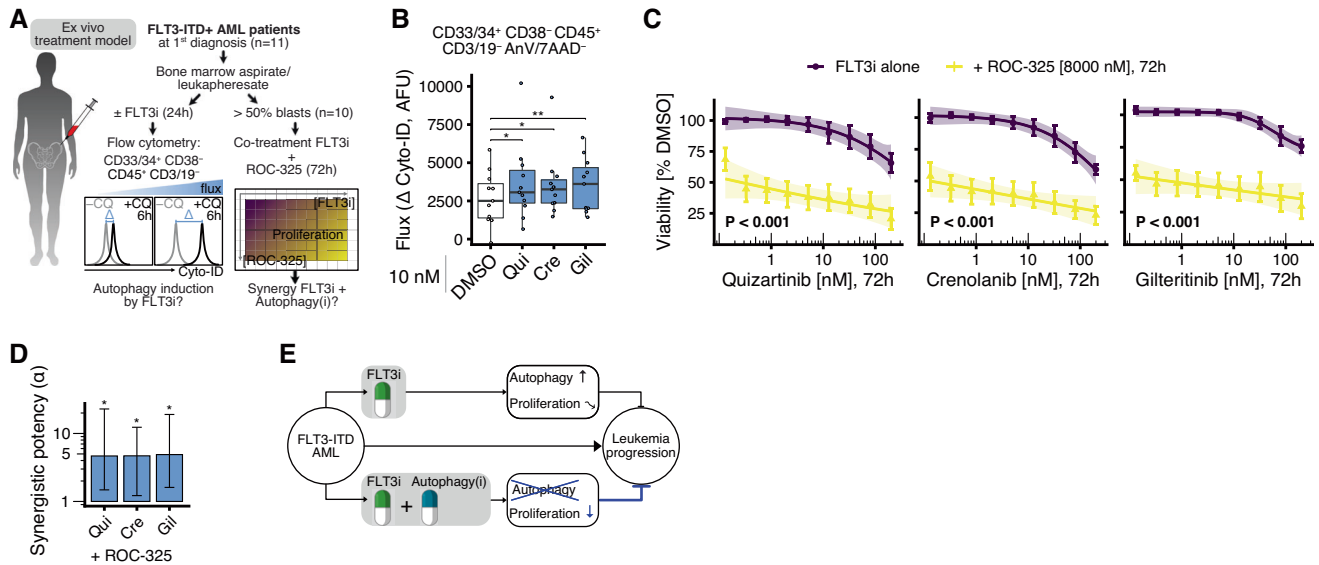 A
Ex vivo
treatment model
FLT3-ITD+ AML patients
at 1st diagnosis (n=11)
Bone marrow aspirate/
leukapheresate
± FLT3i (24h)
> 50% blasts (n=10)
Flow cytometry:
CD33/34⁺ CD38⁻
CD45⁺ CD3/19⁻
Co-treatment FLT3i
+
ROC-325 (72h)
flux
−CQ +CQ
Δ 6h
−CQ +CQ
Δ 6h
Cyto-ID
[FLT3i]
Proliferation
[ROC-325]
Autophagy induction
by FLT3i?
Synergy FLT3i +
Autophagy(i)?
B
CD33/34⁺ CD38⁻ CD45⁺
CD3/19⁻ AnV/7AAD⁻
Flux (Δ Cyto-ID, AFU)
10000
7500
5000
2500
0
**
*
*
10 nM
DMSO
Qui
Cre
Gil
C
FLT3i alone
+ ROC-325 [8000 nM], 72h
Viability [% DMSO]
100
75
50
25
P < 0.001
P < 0.001
P < 0.001
1 10 100
1 10 100
1 10 100
Quizartinib [nM], 72h
Crenolanib [nM], 72h
Gilteritinib [nM], 72h
D
Synergistic potency (α)
10
5
1
* * *
Qui
Cre
Gil
+ ROC-325
E
FLT3i
Autophagy ↑
Proliferation ⤳
FLT3-ITD
AML
Leukemia
progression
FLT3i
+
Autophagy(i)
Autophagy
Proliferation ↓